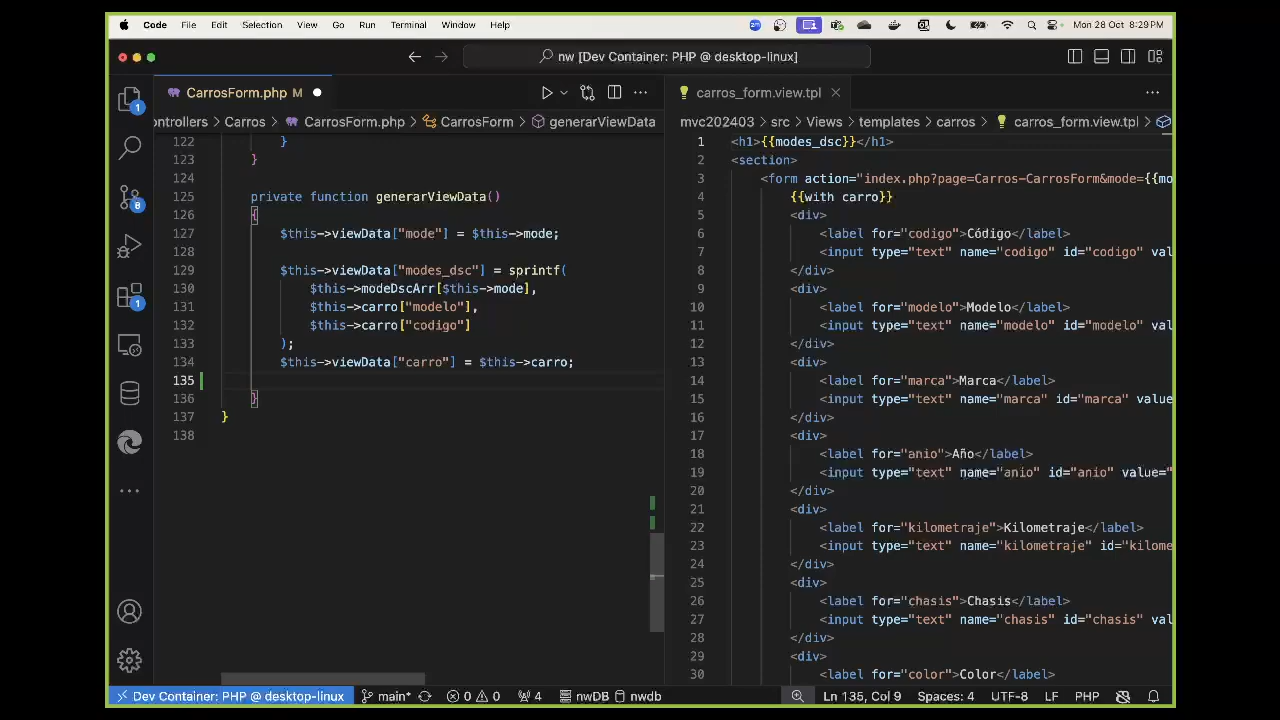 Code File Edit Selection View Go Run Terminal Window Help Mon 28 Oct 8:29 PM
nw [Dev Container: PHP @ desktop-linux]
CarrosForm.php M
carros_form.view.tpl
ntrollers > Carros > CarrosForm.php > CarrosForm > generarViewData
mvc202403 > src > Views > templates > carros > carros_form.view.tpl >
122 }
123 }
124
125 private function generarViewData()
126 {
127 $this->viewData["mode"] = $this->mode;
128
129 $this->viewData["modes_dsc"] = sprintf(
130 $this->modeDscArr[$this->mode],
131 $this->carro["modelo"],
132 $this->carro["codigo"]
133 );
134 $this->viewData["carro"] = $this->carro;
135
136 }
137 }
138
1 <h1>{{modes_dsc}}</h1>
2 <section>
3 <form action="index.php?page=Carros-CarrosForm&mode={{mo
4 {{with carro}}
5 <div>
6 <label for="codigo">Código</label>
7 <input type="text" name="codigo" id="codigo" val
8 </div>
9 <div>
10 <label for="modelo">Modelo</label>
11 <input type="text" name="modelo" id="modelo" val
12 </div>
13 <div>
14 <label for="marca">Marca</label>
15 <input type="text" name="marca" id="marca" value
16 </div>
17 <div>
18 <label for="anio">Año</label>
19 <input type="text" name="anio" id="anio" value="
20 </div>
21 <div>
22 <label for="kilometraje">Kilometraje</label>
23 <input type="text" name="kilometraje" id="kilome
24 </div>
25 <div>
26 <label for="chasis">Chasis</label>
27 <input type="text" name="chasis" id="chasis" val
28 </div>
29 <div>
30 <label for="color">Color</label>
1
8
1
Dev Container: PHP @ desktop-linux main* 0 0 4 nwDB nwdb Ln 135, Col 9 Spaces: 4 UTF-8 LF PHP